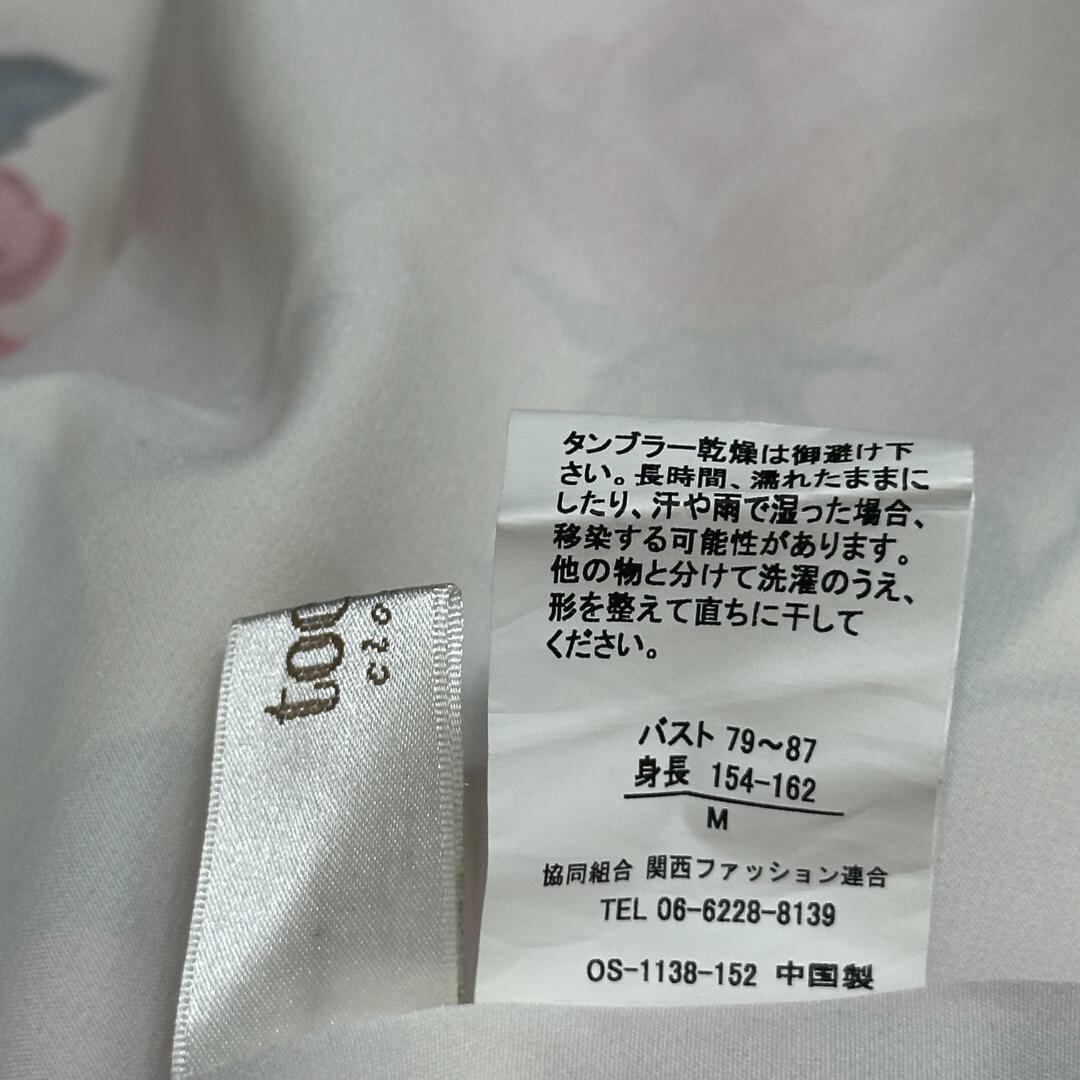 タンブラー乾燥は御避け下
さい。長時間、濡れたままに
したり、汗や雨で湿った場合、
移染する可能性があります。
他の物と分けて洗濯のうえ、
形を整えて直ちに干して
ください。
バスト 79～87
身長 154-162
M
協同組合 関西ファッション連合
TEL 06-6228-8139
OS-1138-152 中国製